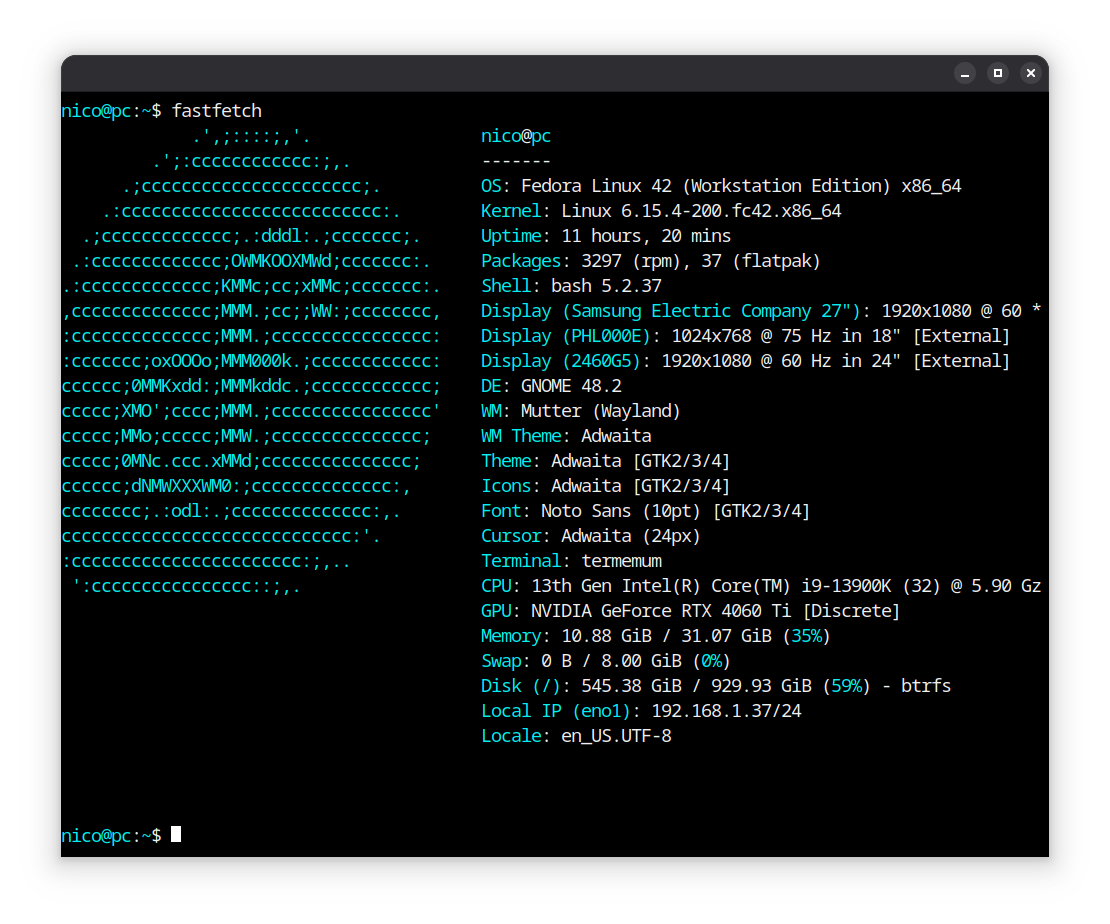 nico@pc:~$ fastfetch
             .',;::::;,'.                 nico@pc
         .';:cccccccccccc:;,.             -------
      .;cccccccccccccccccccccc;.          OS: Fedora Linux 42 (Workstation Edition) x86_64
    .:cccccccccccccccccccccccccc:.        Kernel: Linux 6.15.4-200.fc42.x86_64
  .;ccccccccccccc;.:dddl:.;ccccccc;.      Uptime: 11 hours, 20 mins
 .:ccccccccccccc;OWMKOOXMWd;ccccccc:.     Packages: 3297 (rpm), 37 (flatpak)
.:ccccccccccccc;KMMc;cc;xMMc;ccccccc:.    Shell: bash 5.2.37
,cccccccccccccc;MMM.;cc;;WW:;cccccccc,    Display (Samsung Electric Company 27"): 1920x1080 @ 60 *
:cccccccccccccc;MMM.;cccccccccccccccc:    Display (PHL000E): 1024x768 @ 75 Hz in 18" [External]
:ccccccc;oxOOOo;MMM000k.;cccccccccccc:    Display (2460G5): 1920x1080 @ 60 Hz in 24" [External]
cccccc;0MMKxdd:;MMMkddc.;cccccccccccc;    DE: GNOME 48.2
ccccc;XMO';cccc;MMM.;cccccccccccccccc'    WM: Mutter (Wayland)
ccccc;MMo;ccccc;MMW.;ccccccccccccccc;     WM Theme: Adwaita
ccccc;0MNc.ccc.xMMd;ccccccccccccccc;      Theme: Adwaita [GTK2/3/4]
cccccc;dNMWXXXWM0:;cccccccccccccc:,       Icons: Adwaita [GTK2/3/4]
cccccccc;.:odl:.;cccccccccccccc:,.        Font: Noto Sans (10pt) [GTK2/3/4]
ccccccccccccccccccccccccccccc:'.          Cursor: Adwaita (24px)
:ccccccccccccccccccccccc:;,..             Terminal: termemum
 ':cccccccccccccccc::;,.                  CPU: 13th Gen Intel(R) Core(TM) i9-13900K (32) @ 5.90 Gz
                                          GPU: NVIDIA GeForce RTX 4060 Ti [Discrete]
                                          Memory: 10.88 GiB / 31.07 GiB (35%)
                                          Swap: 0 B / 8.00 GiB (0%)
                                          Disk (/): 545.38 GiB / 929.93 GiB (59%) - btrfs
                                          Local IP (eno1): 192.168.1.37/24
                                          Locale: en_US.UTF-8
nico@pc:~$